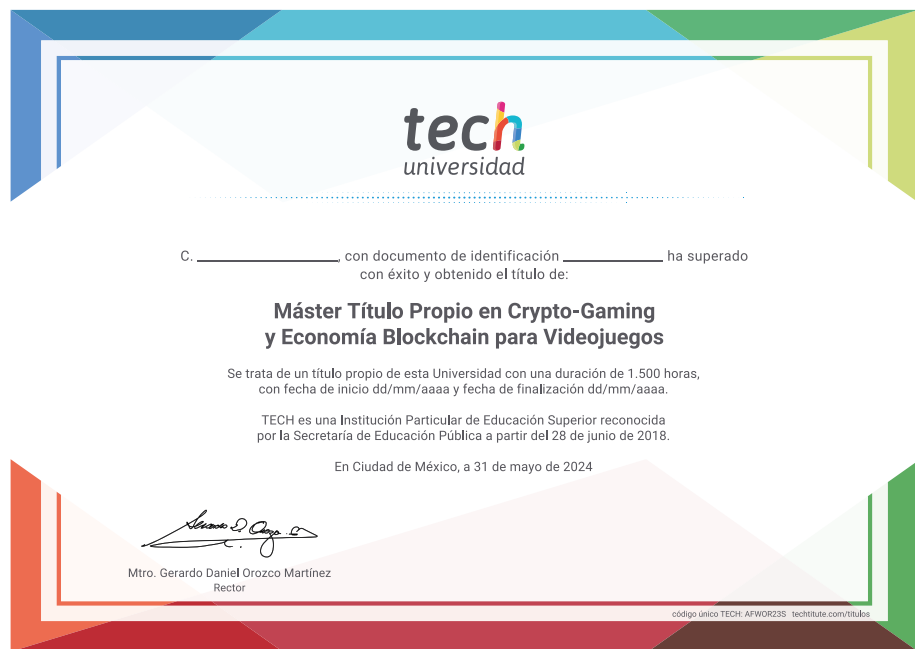 tech
universidad
C. ____________________, con documento de identificación ______________ ha superado
con éxito y obtenido el título de:
Máster Título Propio en Crypto-Gaming
y Economía Blockchain para Videojuegos
Se trata de un título propio de esta Universidad con una duración de 1.500 horas,
con fecha de inicio dd/mm/aaaa y fecha de finalización dd/mm/aaaa.
TECH es una Institución Particular de Educación Superior reconocida
por la Secretaría de Educación Pública a partir del 28 de junio de 2018.
En Ciudad de México, a 31 de mayo de 2024
Mtro. Gerardo Daniel Orozco Martínez
Rector
código único TECH: AFWOR23S techtitute.com/titulos